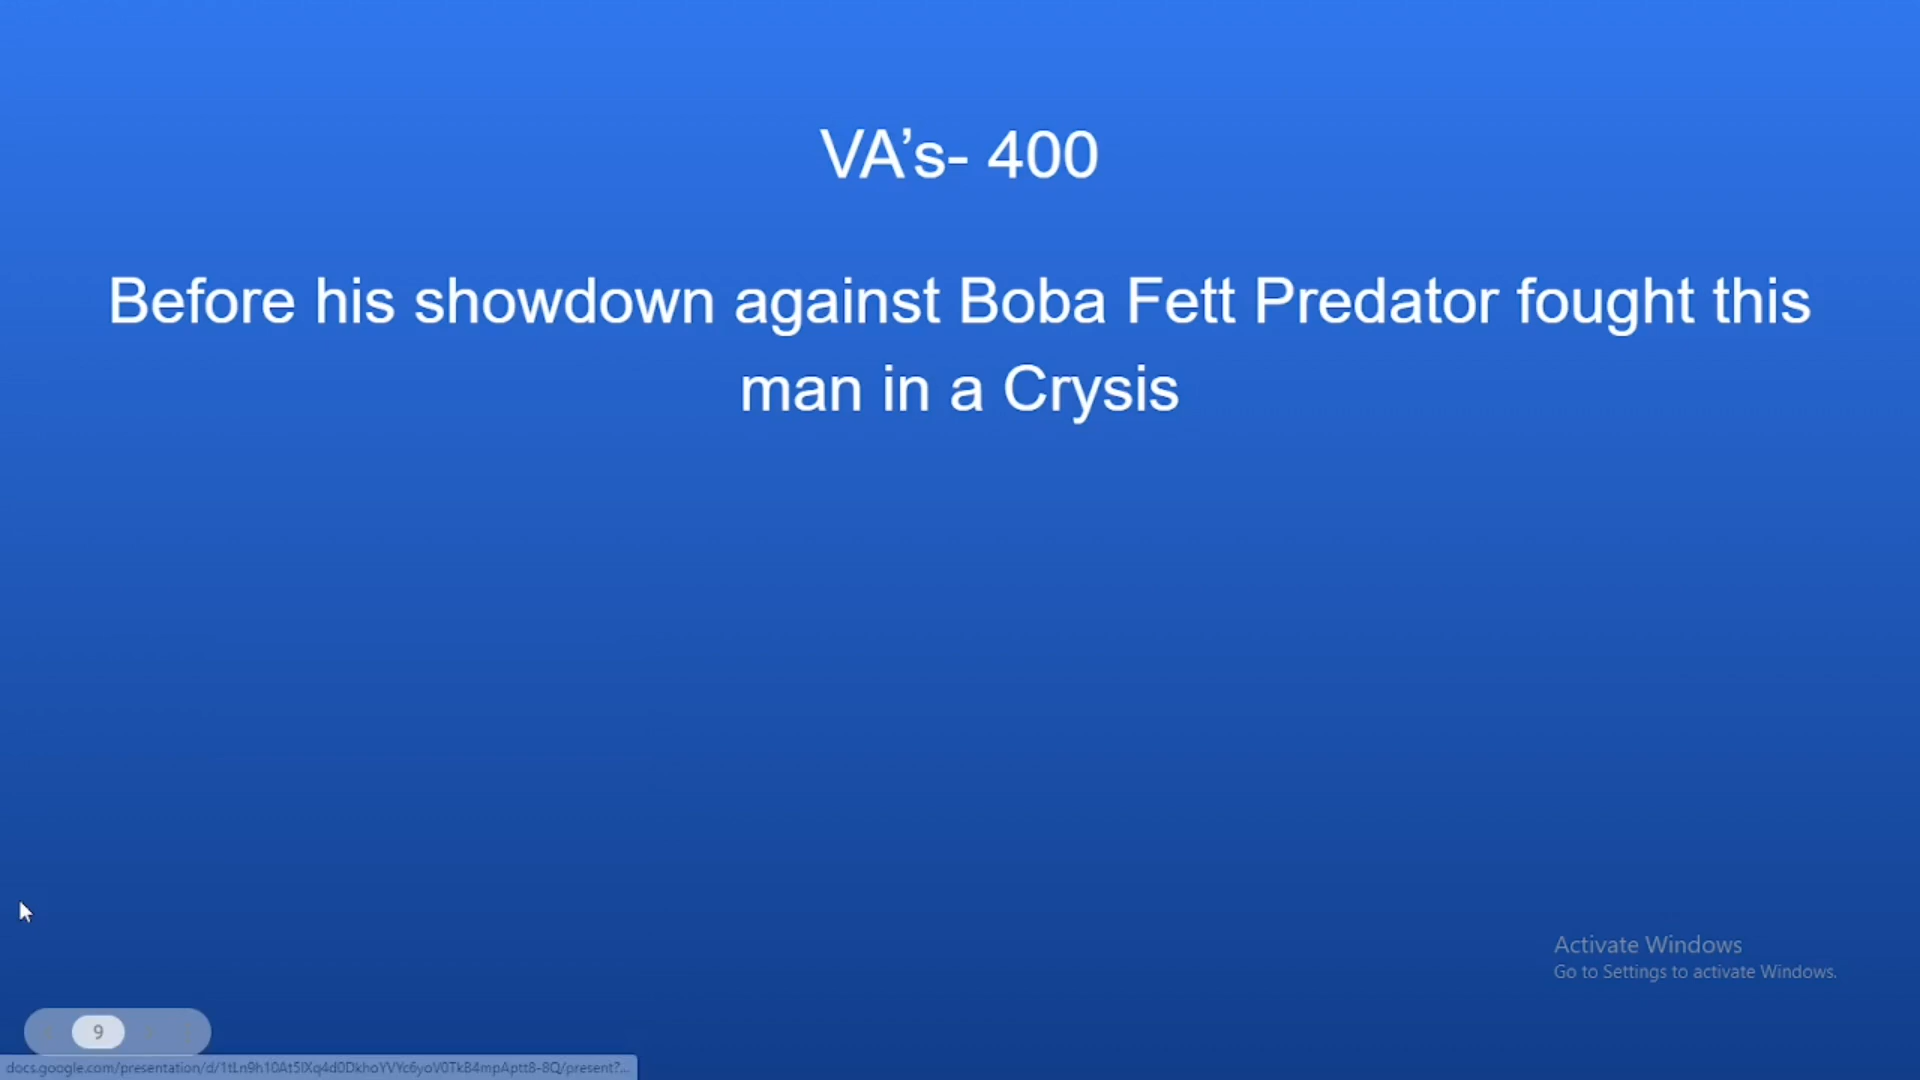 VA’s- 400
Before his showdown against Boba Fett Predator fought this
man in a Crysis
Activate Windows
Go to Settings to activate Windows.
9